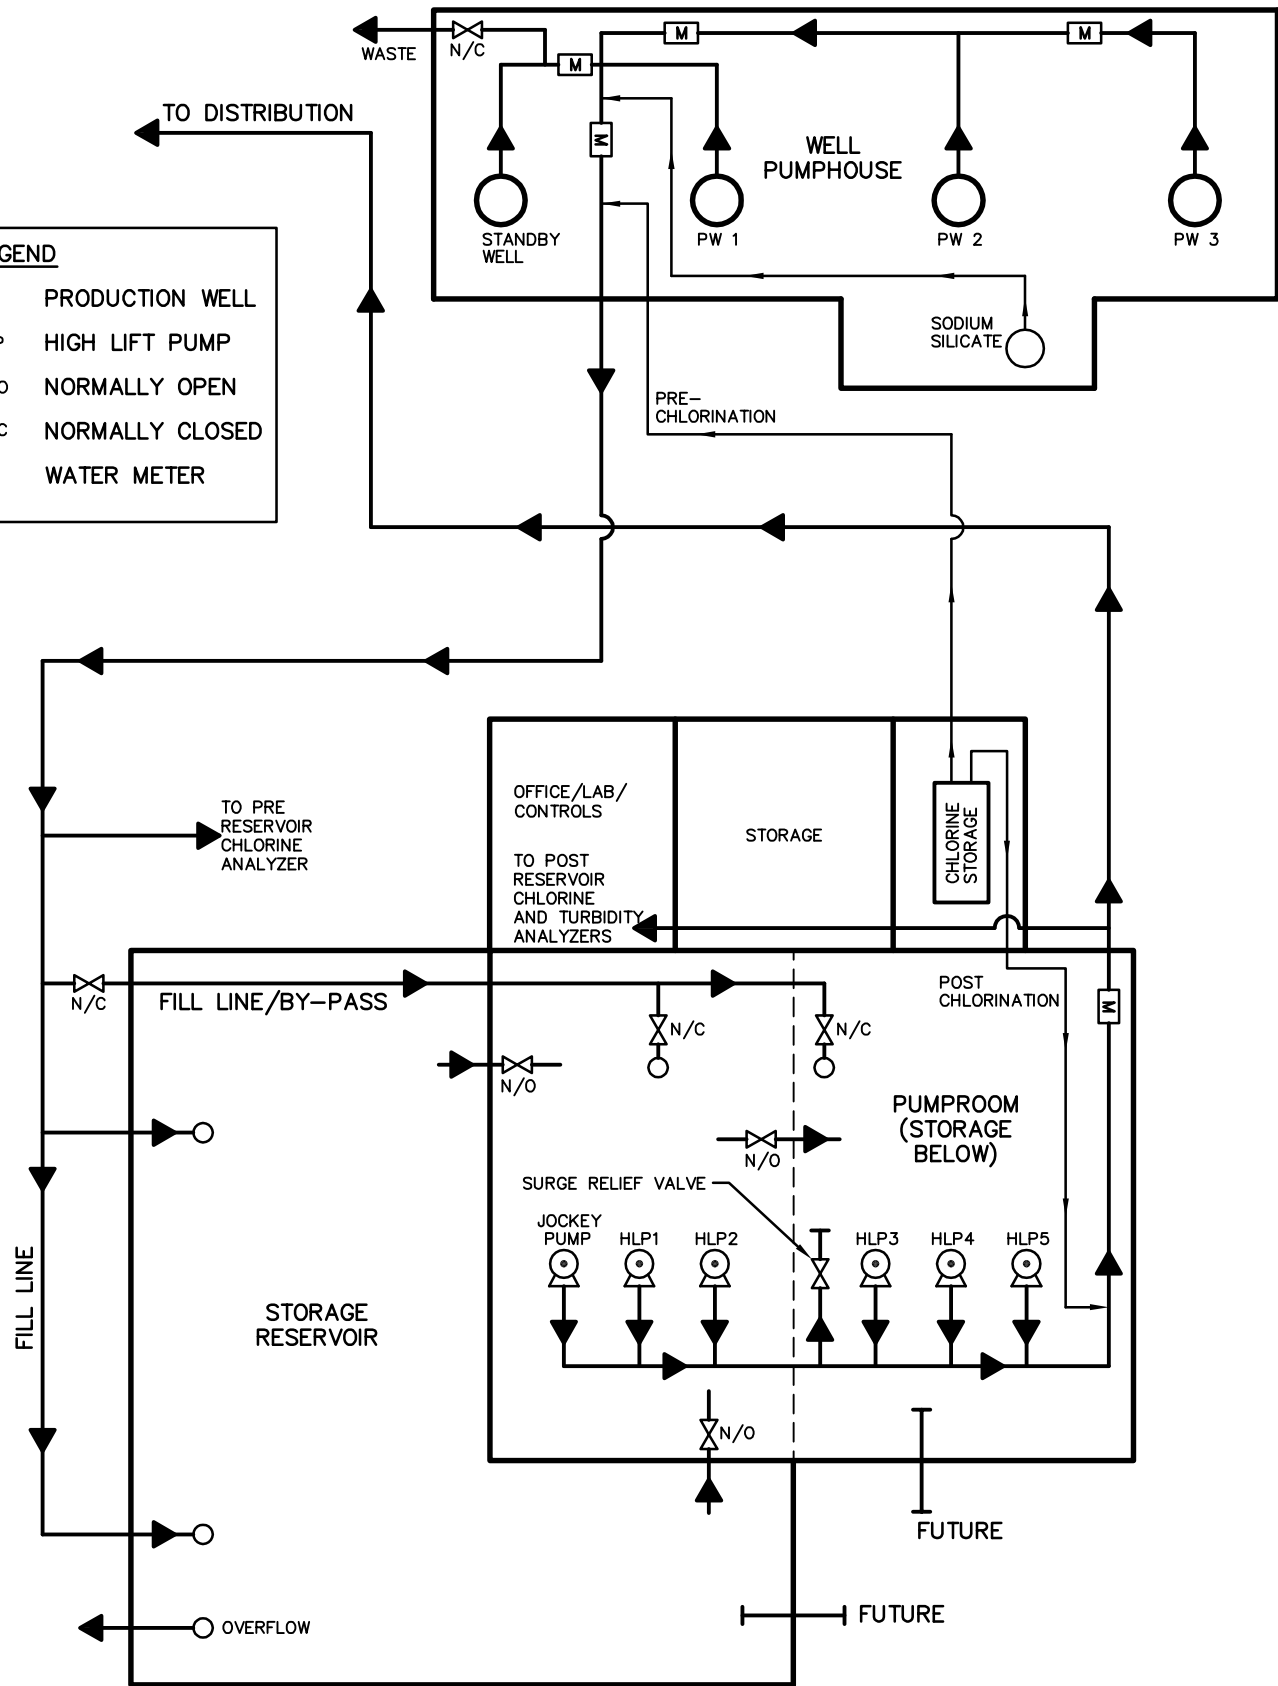 WASTE
N/C
M
M
M
TO DISTRIBUTION
M
WELL
PUMPHOUSE
STANDBY
WELL
PW 1
PW 2
PW 3
SODIUM
SILICATE
GEND
PRODUCTION WELL
P
HIGH LIFT PUMP
O
NORMALLY OPEN
C
NORMALLY CLOSED
WATER METER
PRE-
CHLORINATION
TO PRE
RESERVOIR
CHLORINE
ANALYZER
OFFICE/LAB/
CONTROLS
STORAGE
CHLORINE
STORAGE
TO POST
RESERVOIR
CHLORINE
AND TURBIDITY
ANALYZERS
N/C
FILL LINE/BY-PASS
N/C
N/C
POST
CHLORINATION
M
N/O
PUMPROOM
(STORAGE
BELOW)
N/O
SURGE RELIEF VALVE
JOCKEY
PUMP
HLP1
HLP2
HLP3
HLP4
HLP5
FILL LINE
STORAGE
RESERVOIR
N/O
FUTURE
FUTURE
OVERFLOW